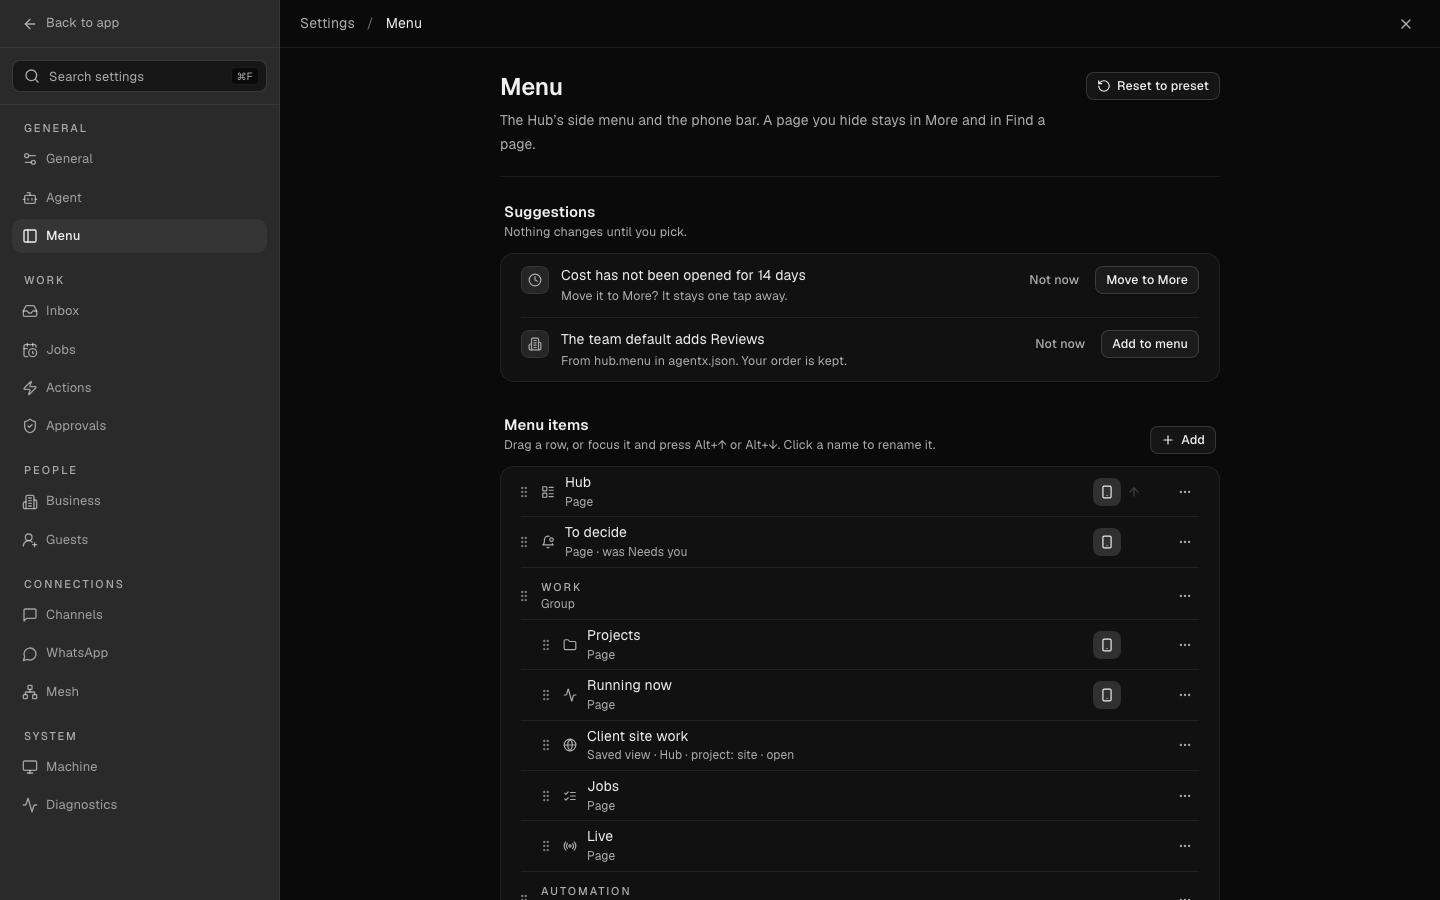 Back to app
Settings / Menu
Search settings ⌘F
GENERAL
General
Agent
Menu
WORK
Inbox
Jobs
Actions
Approvals
PEOPLE
Business
Guests
CONNECTIONS
Channels
WhatsApp
Mesh
SYSTEM
Machine
Diagnostics
Menu
Reset to preset
The Hub's side menu and the phone bar. A page you hide stays in More and in Find a
page.
Suggestions
Nothing changes until you pick.
Cost has not been opened for 14 days
Move it to More? It stays one tap away.
Not now
Move to More
The team default adds Reviews
From hub.menu in agentx.json. Your order is kept.
Not now
Add to menu
Menu items
Drag a row, or focus it and press Alt+↑ or Alt+↓. Click a name to rename it.
Add
Hub
Page
To decide
Page · was Needs you
WORK
Group
Projects
Page
Running now
Page
Client site work
Saved view · Hub · project: site · open
Jobs
Page
Live
Page
AUTOMATION